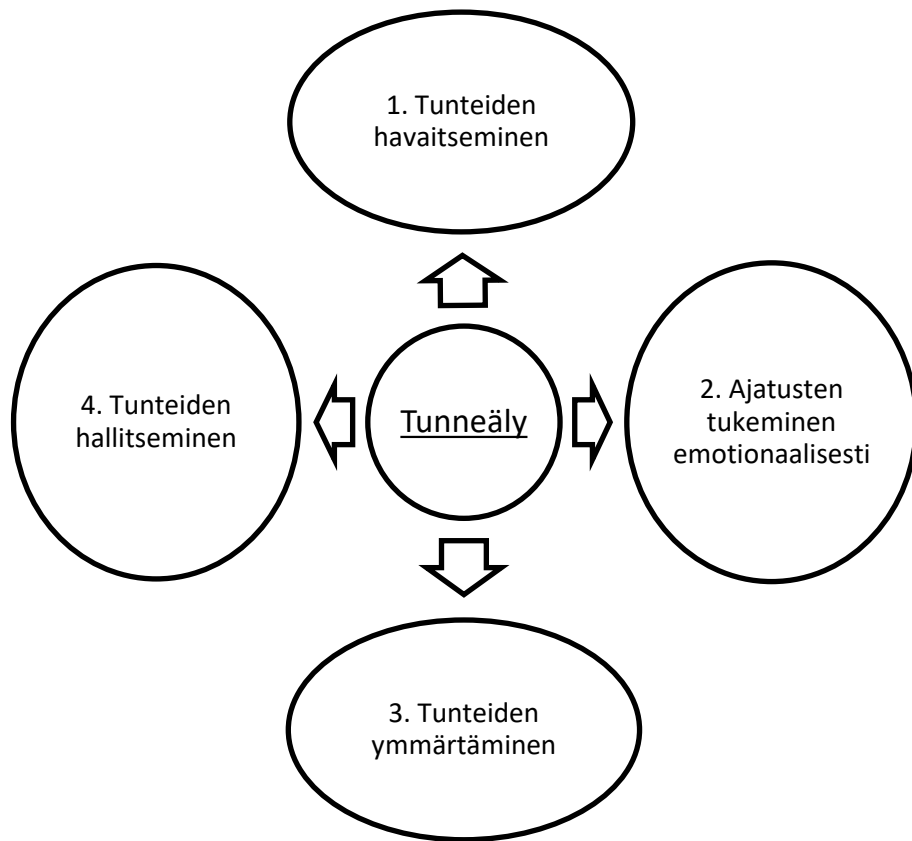 1. Tunteiden
havaitseminen
4. Tunteiden
hallitseminen
Tunneäly
2. Ajatusten
tukeminen
emotionaalisesti
3. Tunteiden
ymmärtäminen